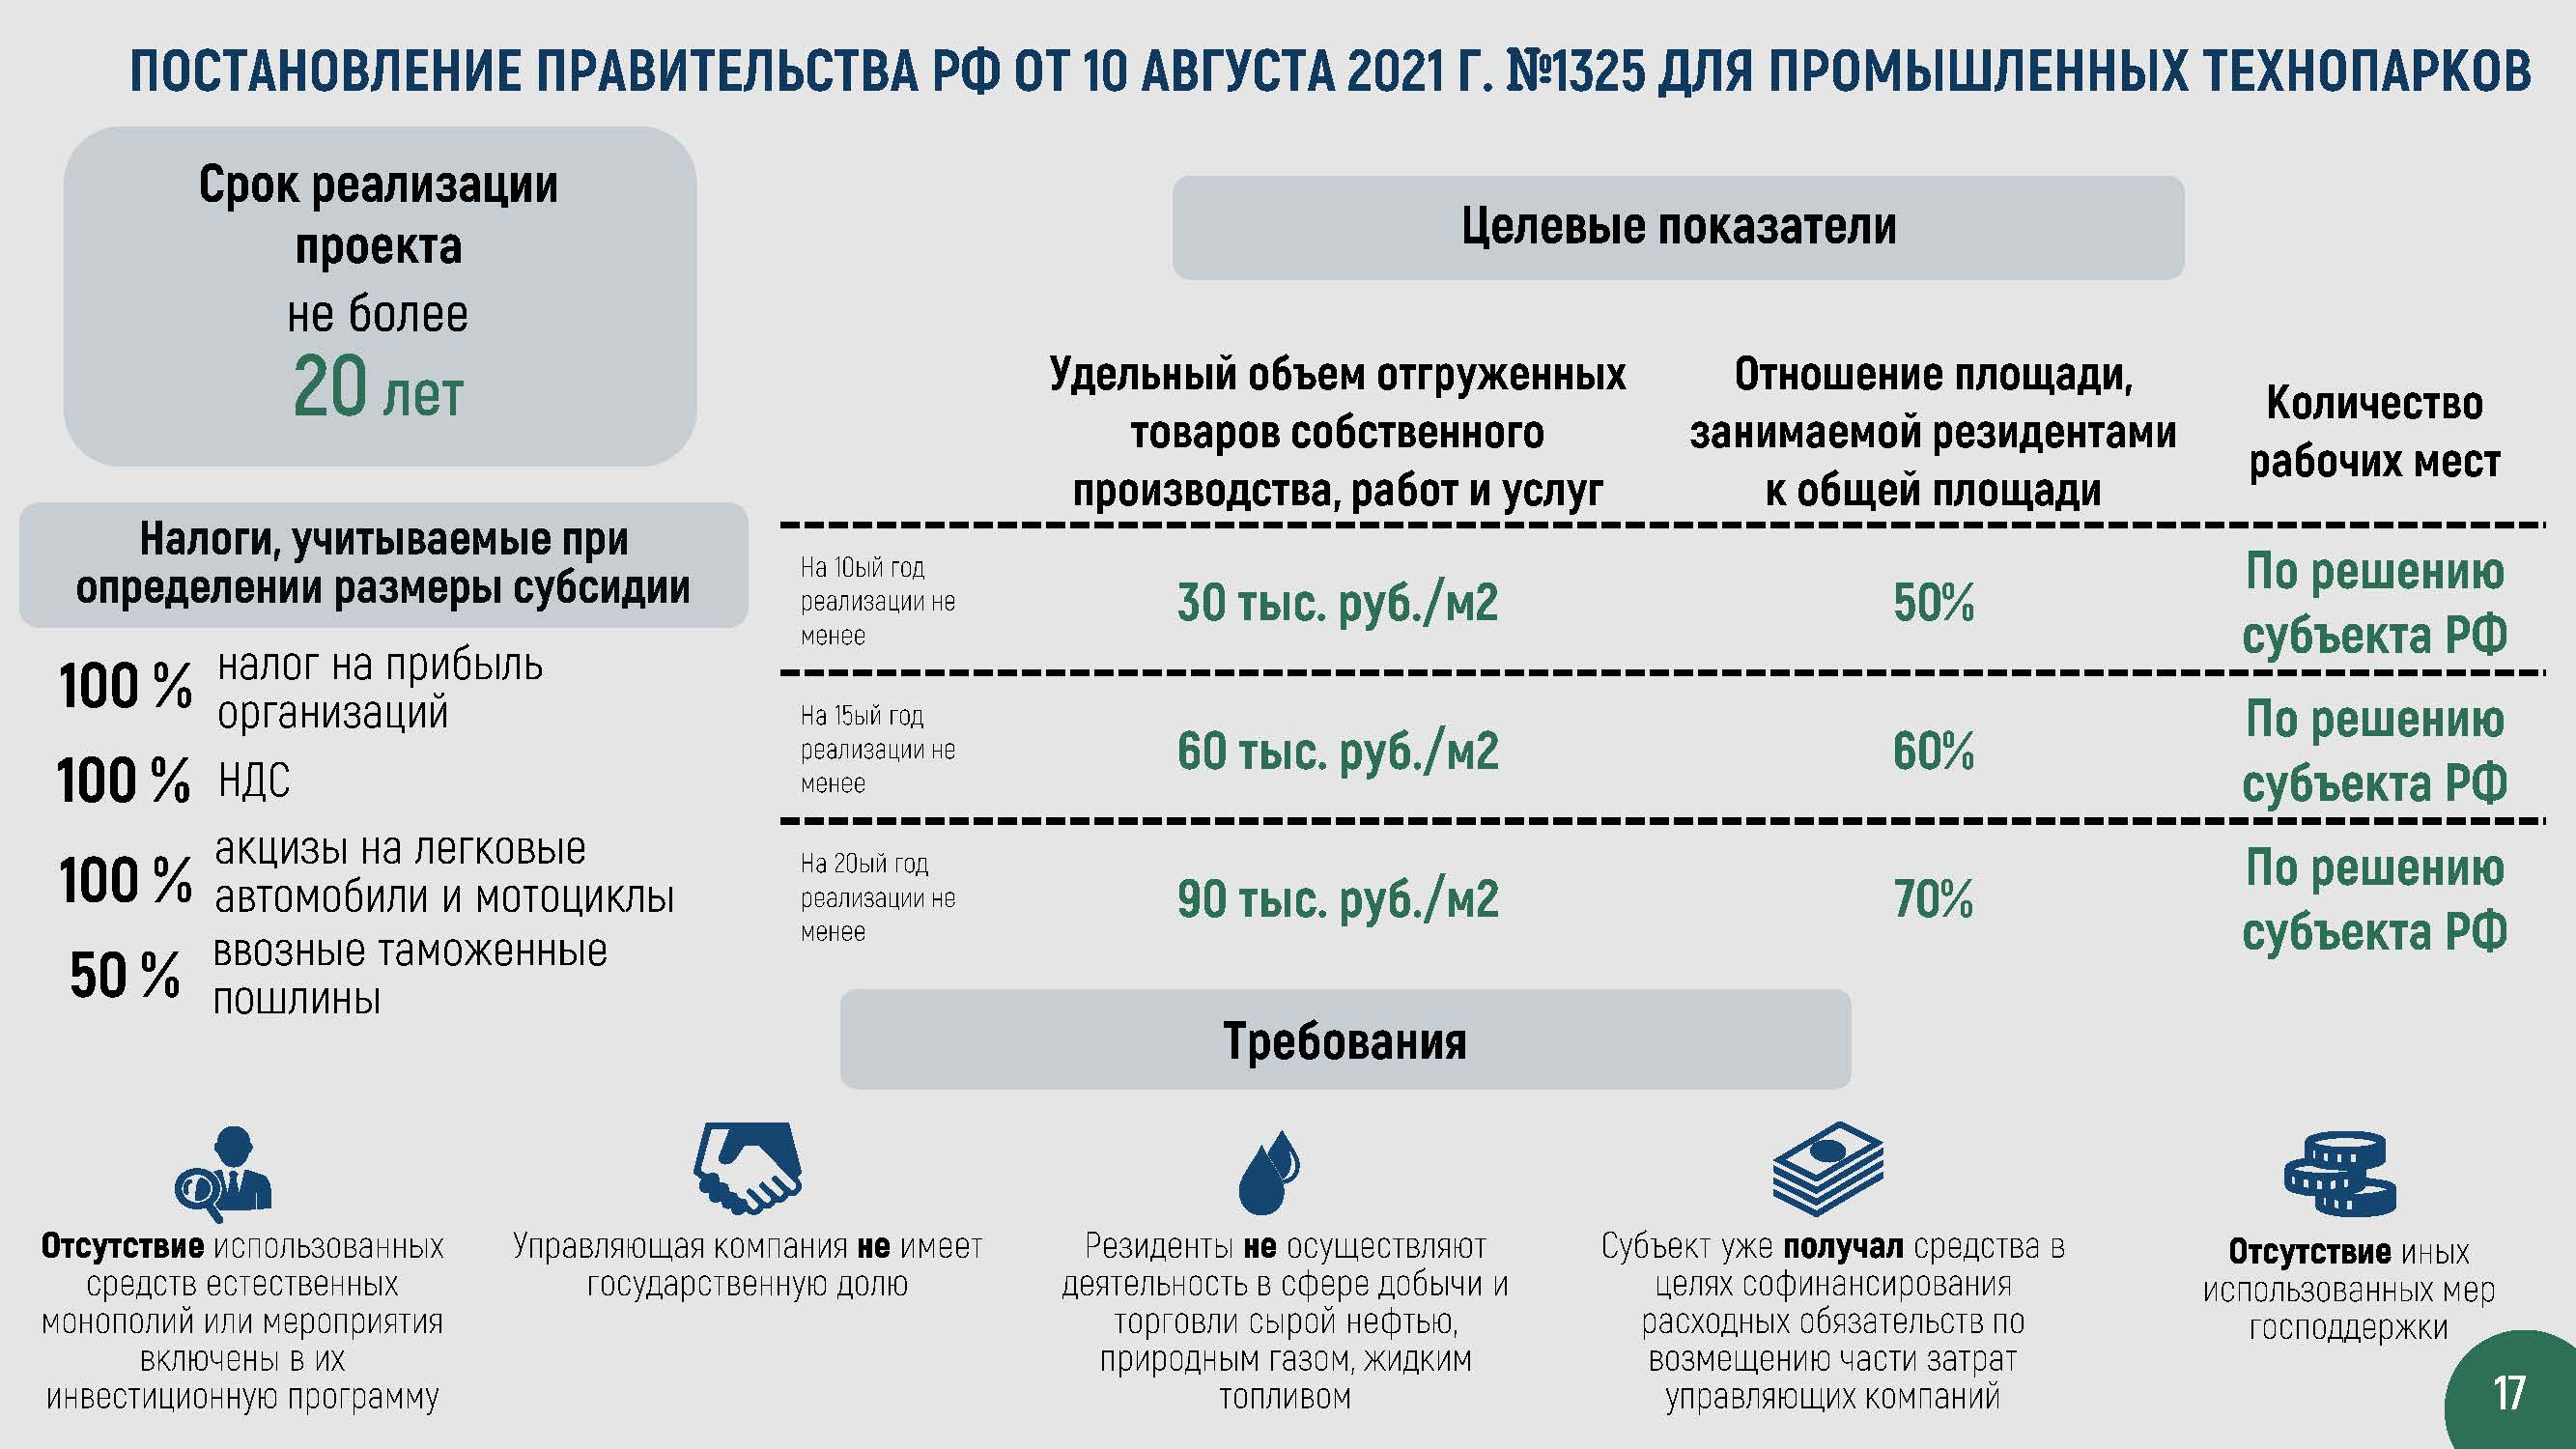 ПОСТАНОВЛЕНИЕ ПРАВИТЕЛЬСТВА РФ ОТ 10 АВГУСТА 2021 Г. №1325 ДЛЯ ПРОМЫШЛЕННЫХ ТЕХНОПАРКОВ
Срок реализации
проекта
не более
20 лет
Налоги, учитываемые при
определении размеры субсидии
100 %
налог на прибыль
организаций
100 % НДС
100 %
акцизы на легковые
автомобили и мотоциклы
50 %
ввозные таможенные
пошлины
Целевые показатели
Удельный объем отгруженных
товаров собственного
производства, работ и услуг
Отношение площади,
занимаемой резидентами
к общей площади
Количество
рабочих мест
На 10ый год
реализации не
менее
30 тыс. руб./м2
50%
По решению
субъекта РФ
На 15ый год
реализации не
менее
60 тыс. руб./м2
60%
По решению
субъекта РФ
На 20ый год
реализации не
менее
90 тыс. руб./м2
70%
По решению
субъекта РФ
Требования
Отсутствие использованных
средств естественных
монополий или мероприятия
включены в их
инвестиционную программу
Управляющая компания не имеет
государственную долю
Резиденты не осуществляют
деятельность в сфере добычи и
торговли сырой нефтью,
природным газом, жидким
топливом
Субъект уже получал средства в
целях софинансирования
расходных обязательств по
возмещению части затрат
управляющих компаний
Отсутствие иных
использованных мер
господдержки
17